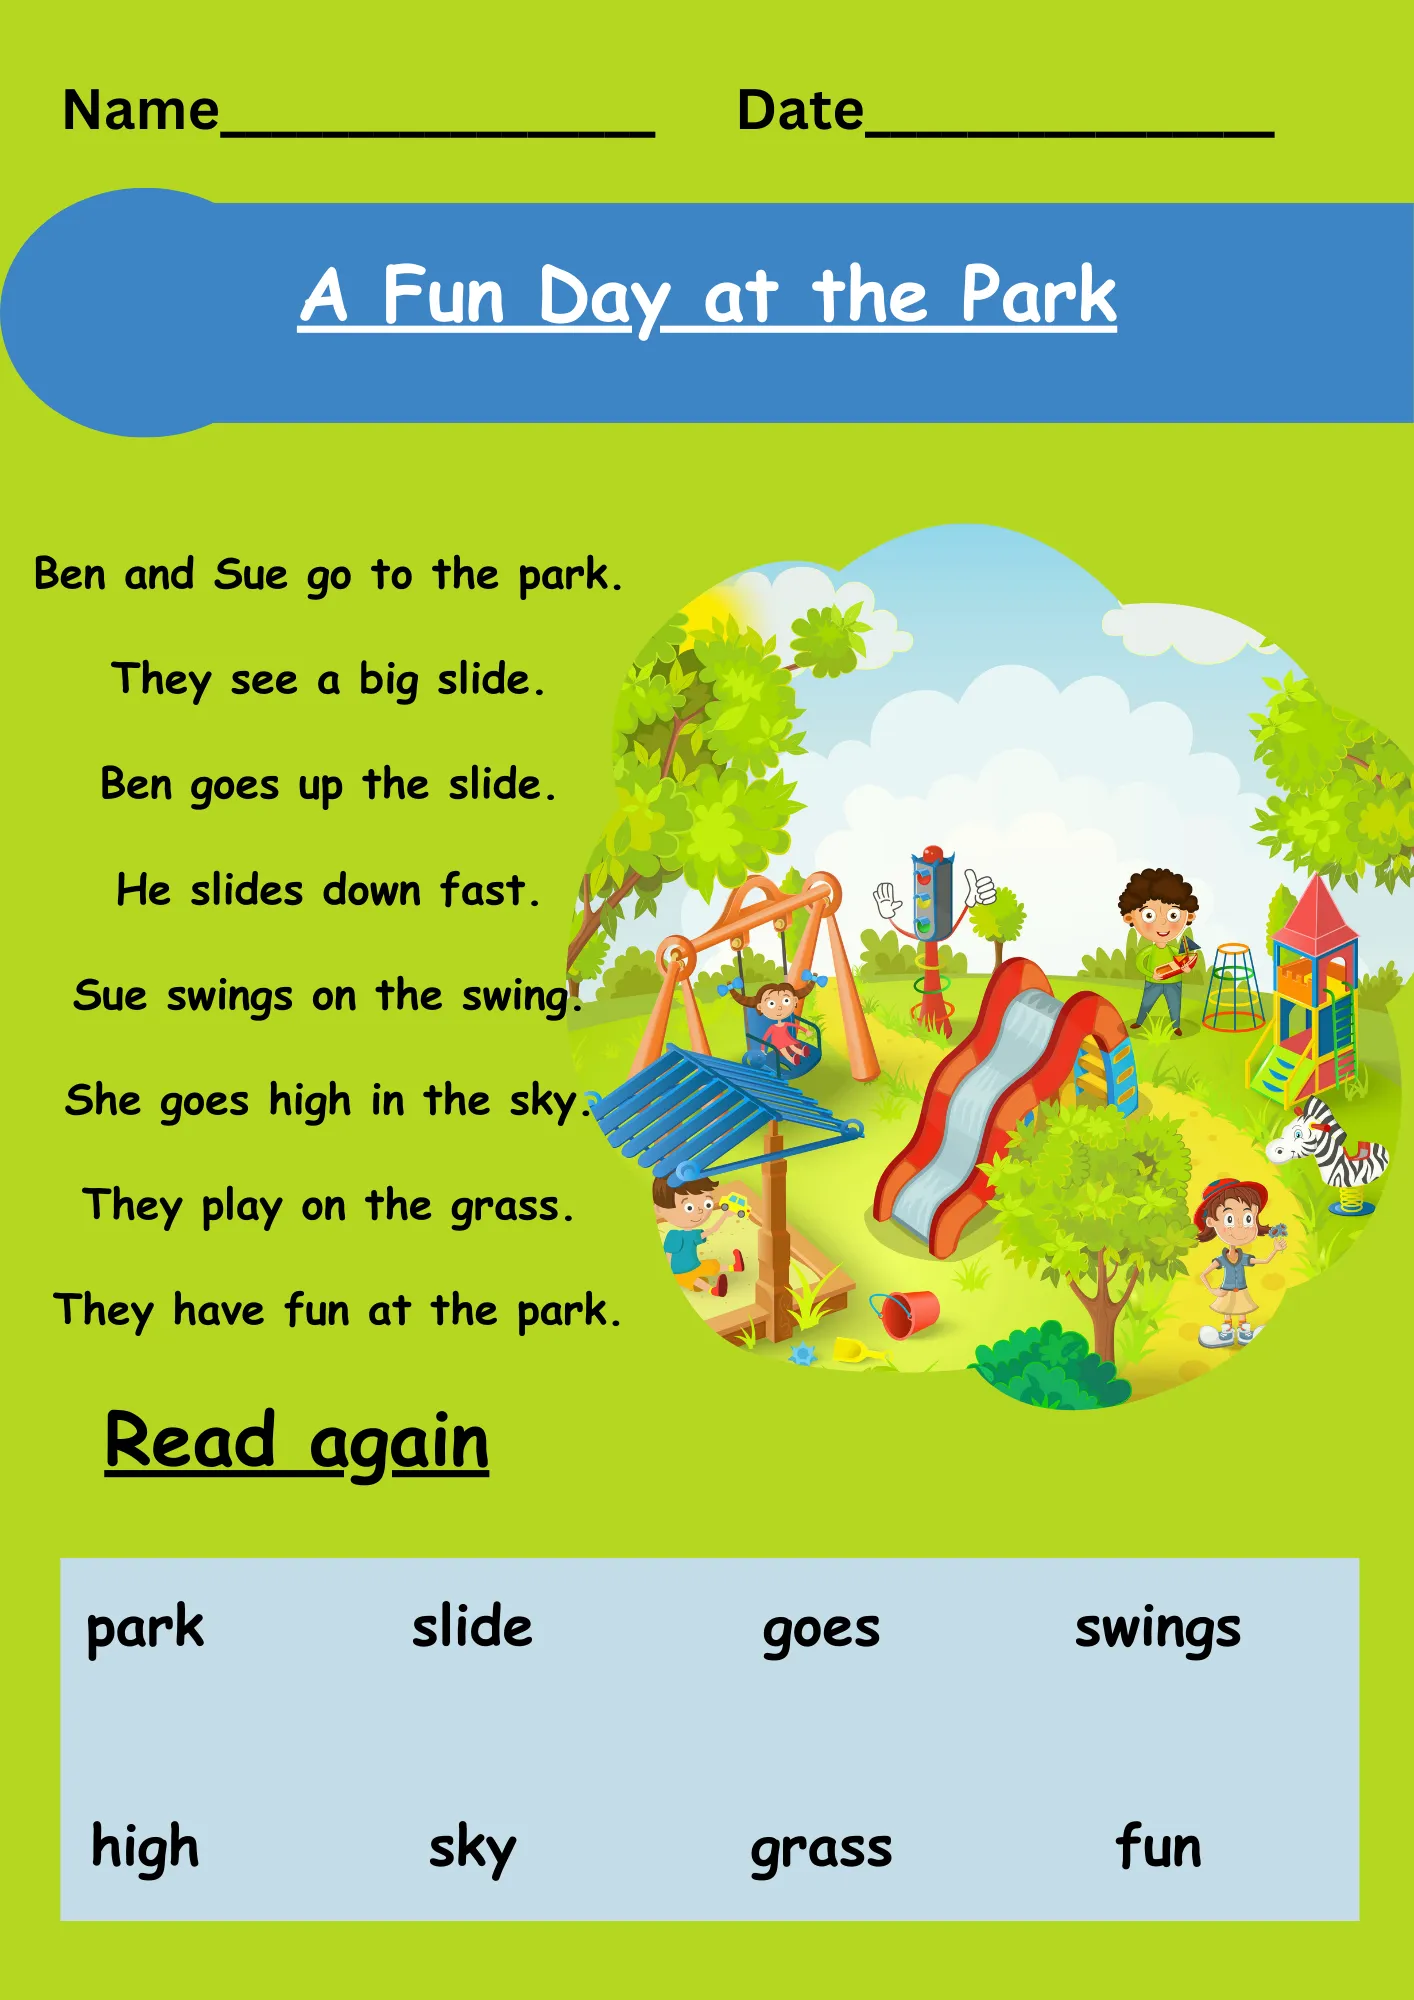 Name_________________ Date________________
A Fun Day at the Park
Ben and Sue go to the park.
They see a big slide.
Ben goes up the slide.
He slides down fast.
Sue swings on the swing.
She goes high in the sky.
They play on the grass.
They have fun at the park.
Read again
park slide goes swings
high sky grass fun